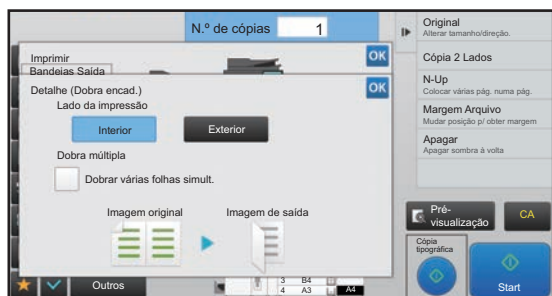 N.º de cópias 1
Imprimir
OK
Bandejas Saída
Detalhe (Dobra encad.)
OK
Lado da impressão
Interior
Exterior
Dobra múltipla
Dobrar várias folhas simult.
Imagem original
Imagem de saída
Outros
3 B4
4 A3
A4
Original
Alterar tamanho/direção.
Cópia 2 Lados
N-Up
Colocar várias pág. numa pág.
Margem Arquivo
Mudar posição p/ obter margem
Apagar
Apagar sombra à volta
Pré-
visualização
CA
Cópia
tipográfica
Start